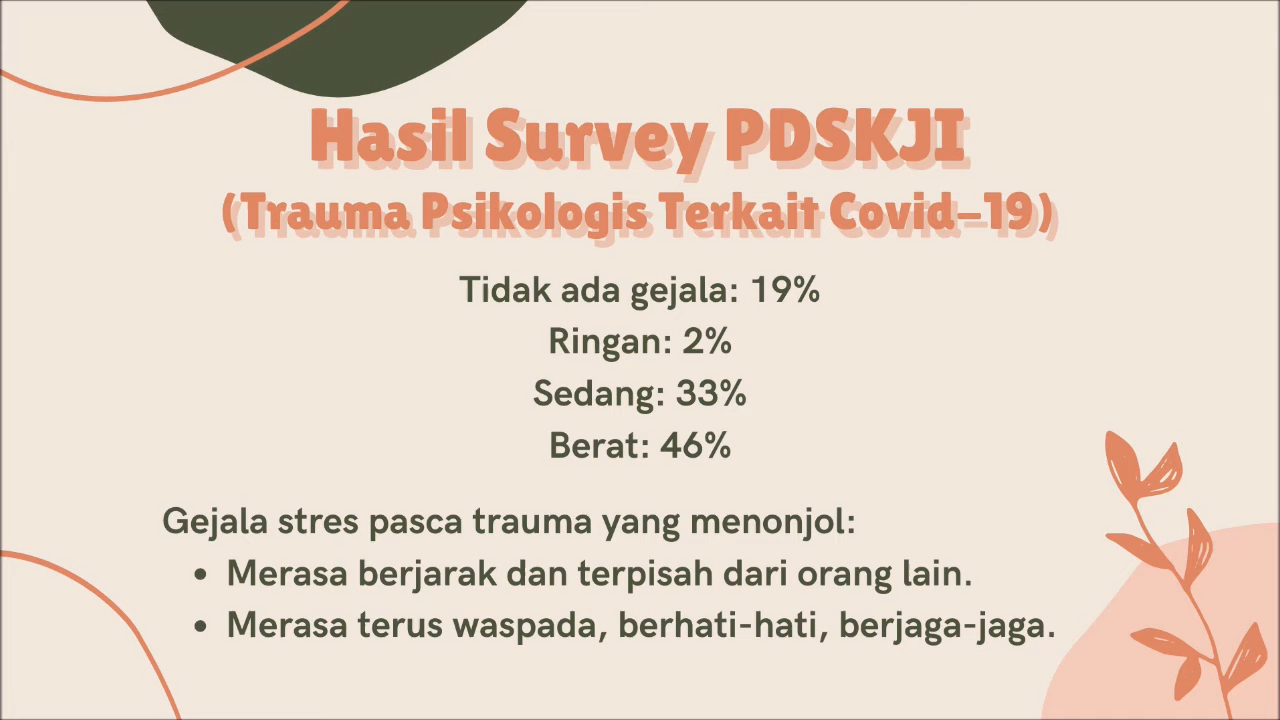 Hasil Survey PDSKJI
(Trauma Psikologis Terkait Covid-19)
Tidak ada gejala: 19%
Ringan: 2%
Sedang: 33%
Berat: 46%
Gejala stres pasca trauma yang menonjol:
• Merasa berjarak dan terpisah dari orang lain.
• Merasa terus waspada, berhati-hati, berjaga-jaga.